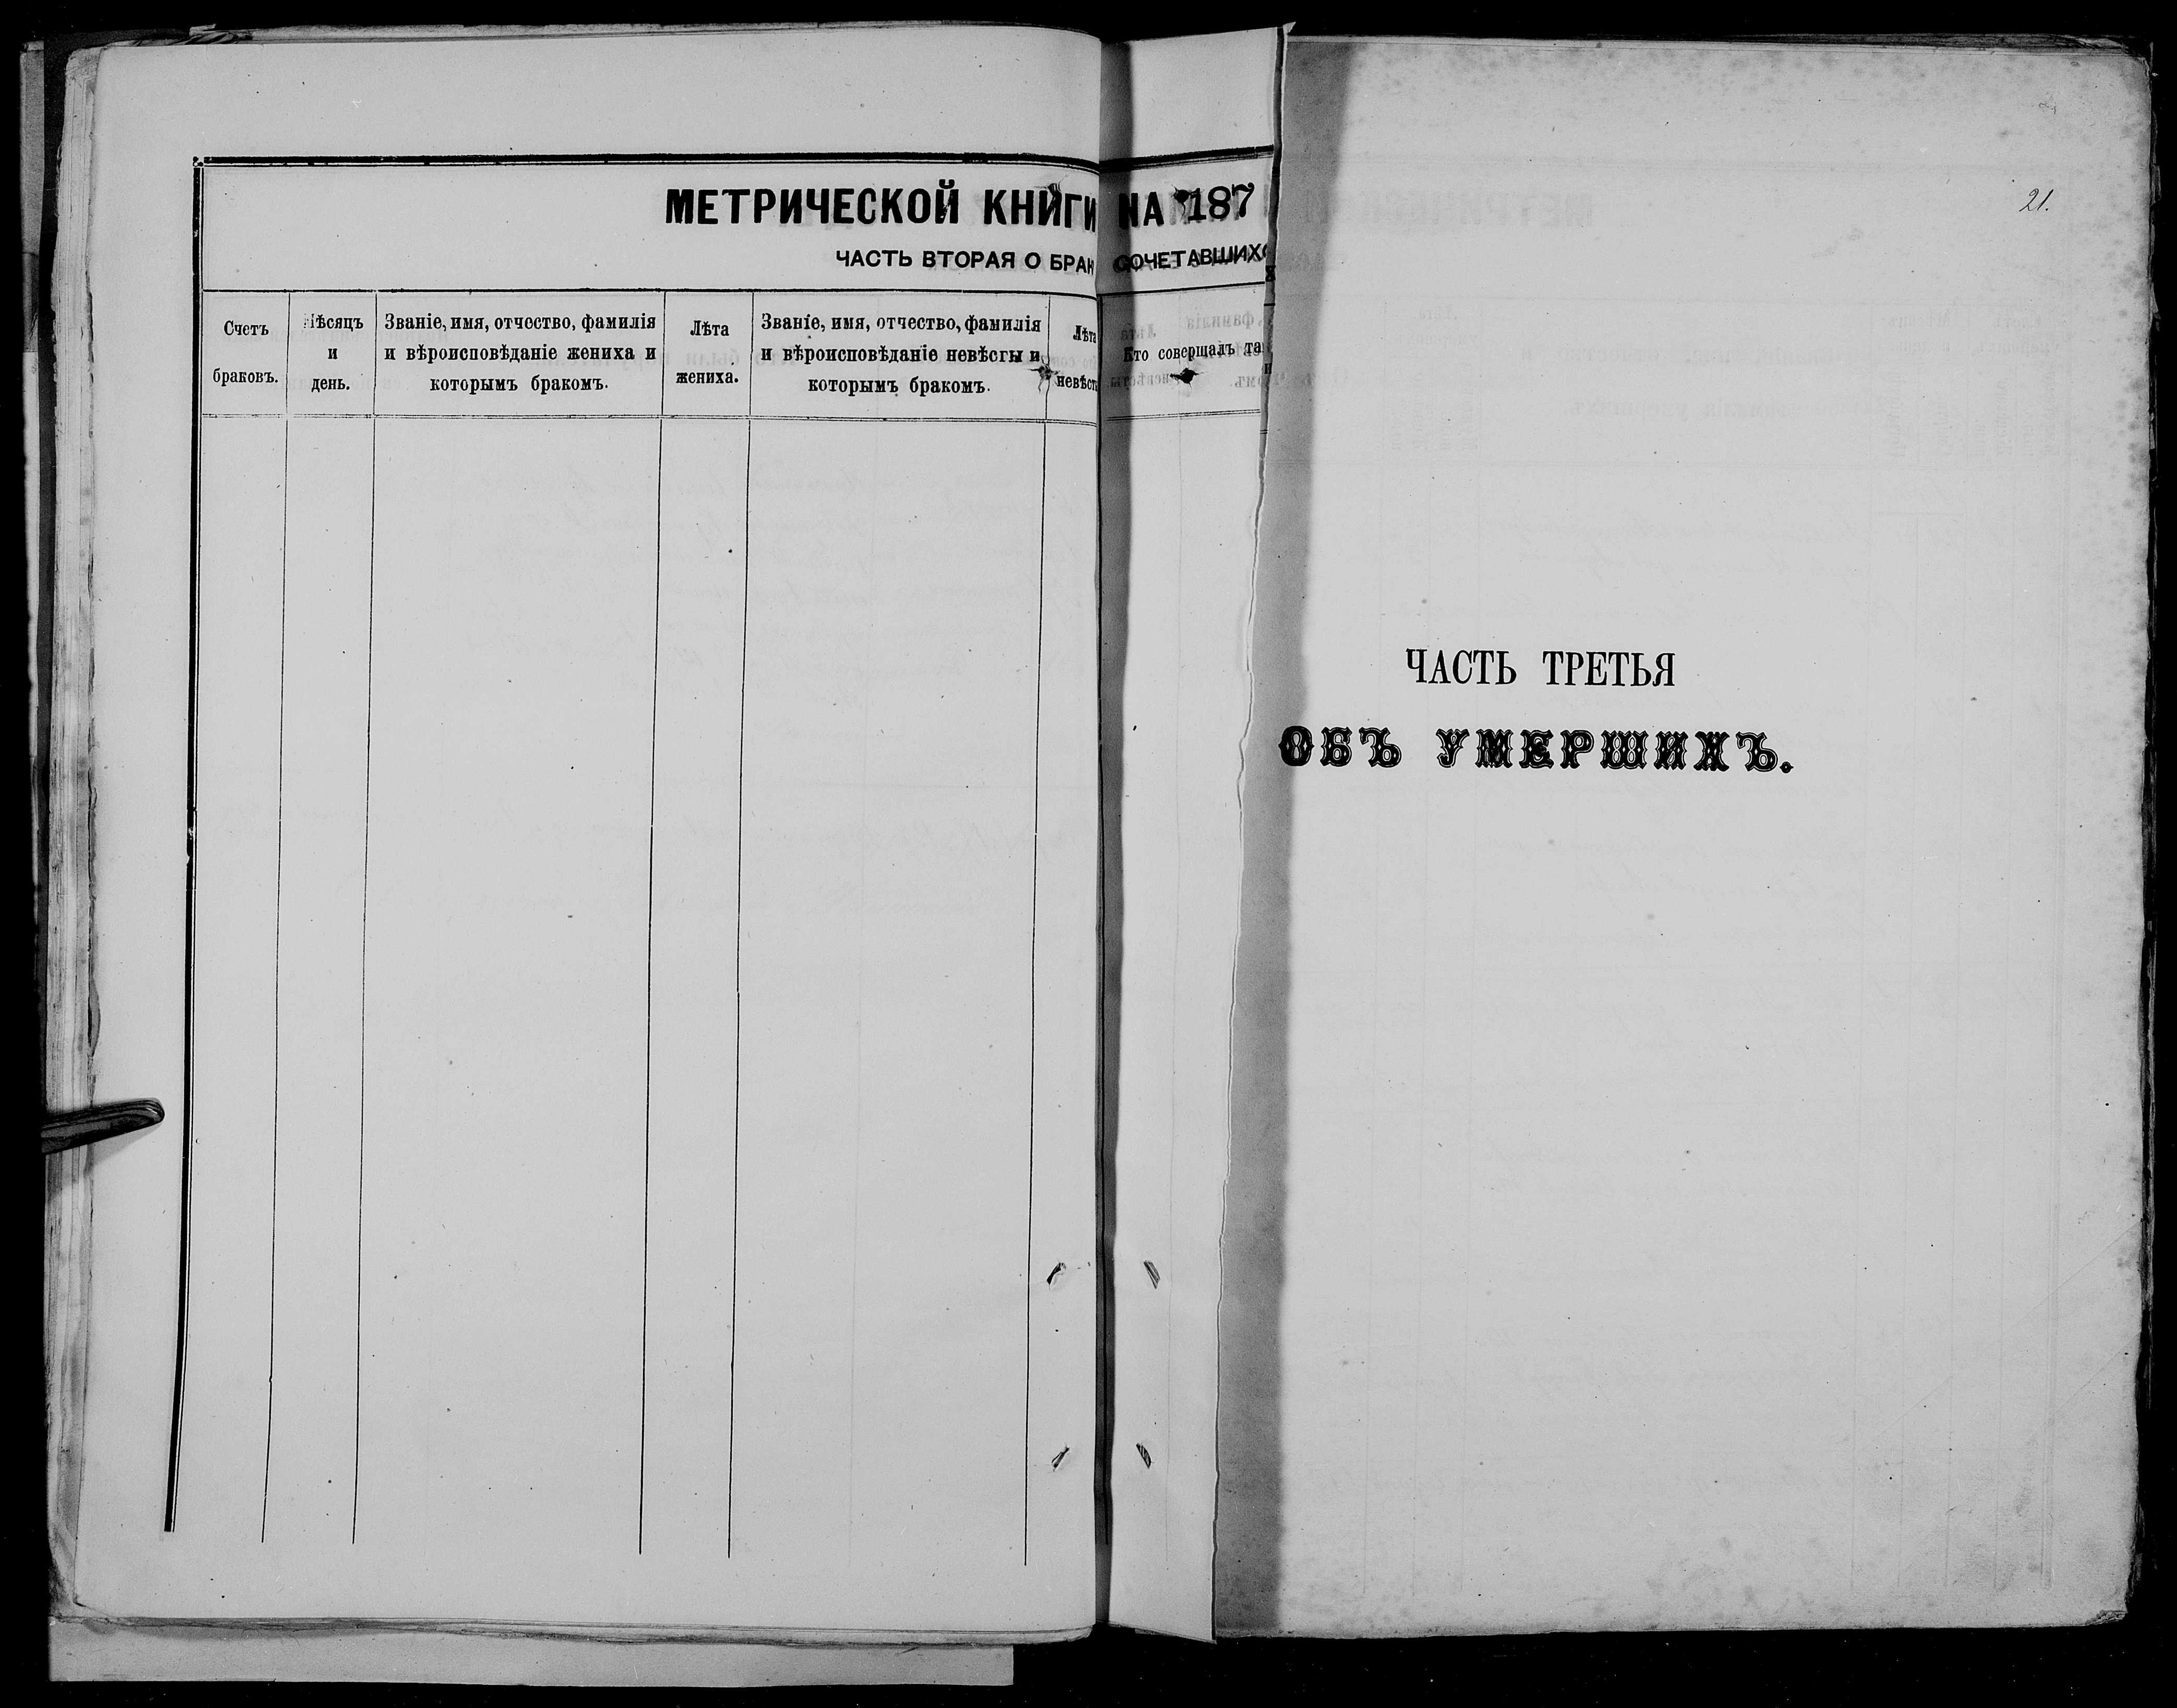 МЕТРИЧЕСКОЙ КНИГИ НА 187
ЧАСТЬ ВТОРАЯ О БРАК СОЧЕТАВШИХС
Счетъ
браковъ.
Мѣсяцъ
и
день.
Званіе, имя, отчество, фамилія
и вѣроисповѣданіе жениха и
которымъ бракомъ.
Лѣта
жениха.
Званіе, имя, отчество, фамилія
и вѣроисповѣданіе невѣсты и
которымъ бракомъ.
Лѣта
невѣст
Кто совершалъ та
21.
ЧАСТЬ ТРЕТЬЯ
ОБЪ УМЕРШИХЪ.